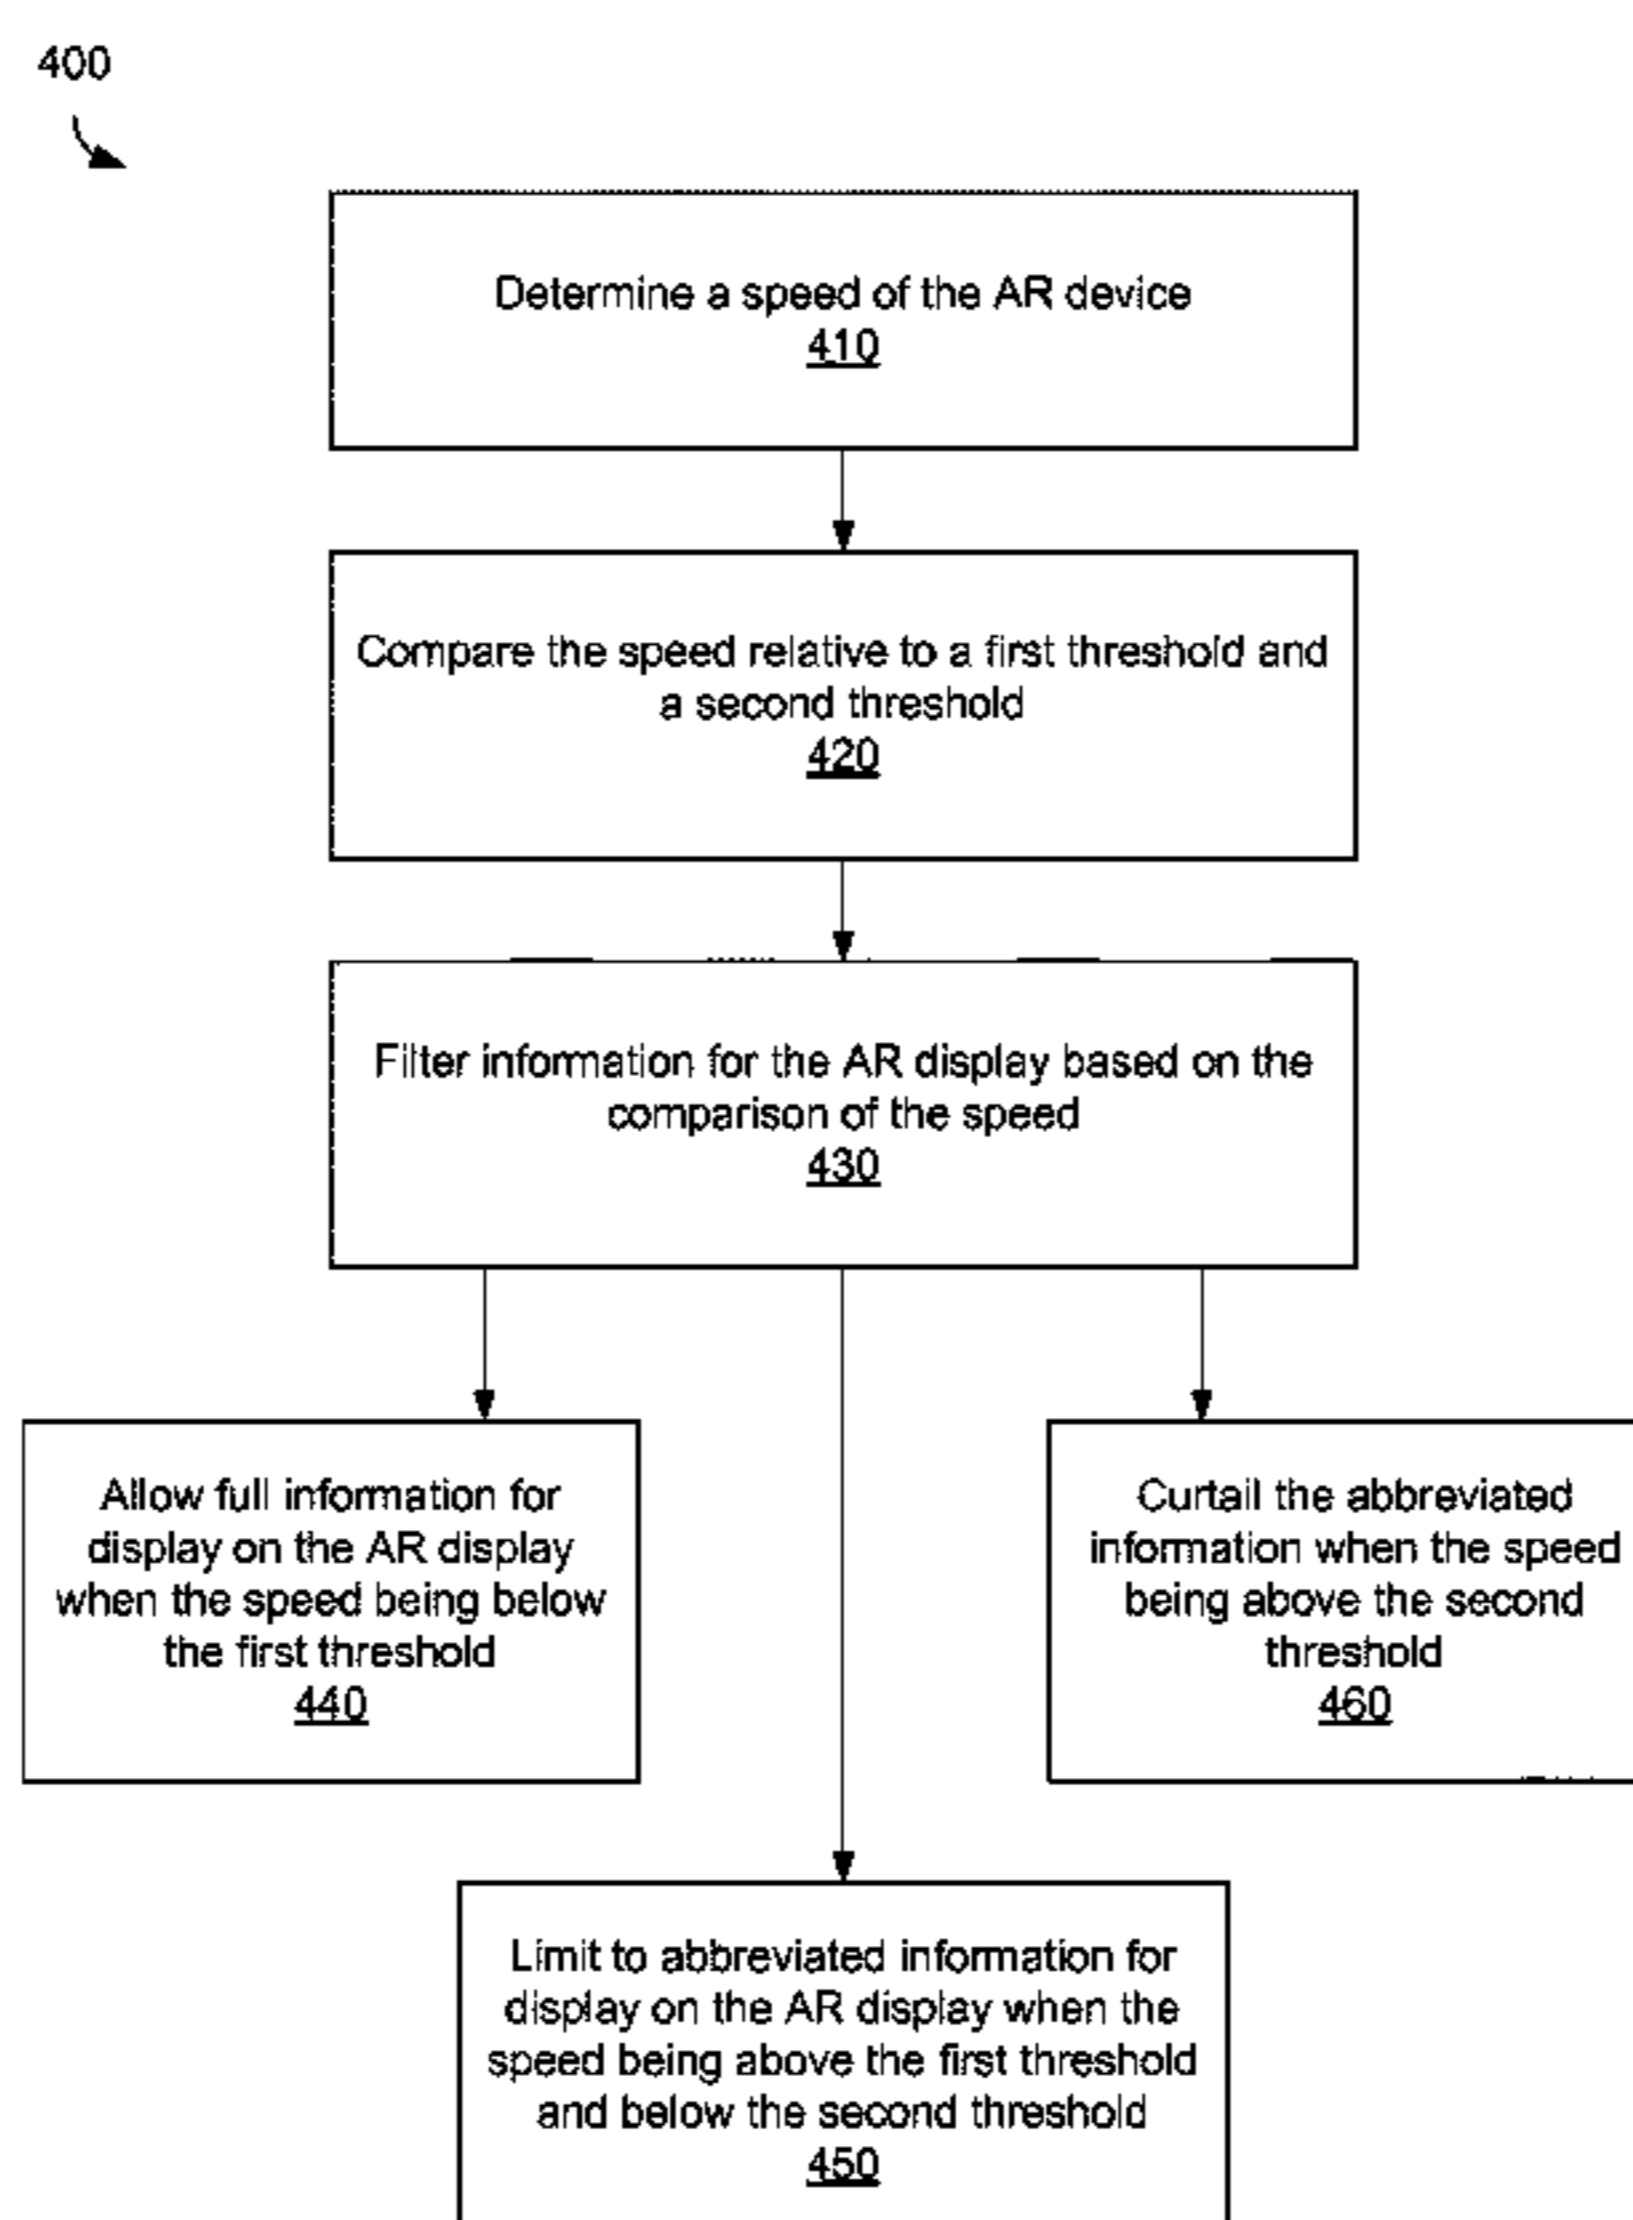 400
Determine a speed of the AR device
410
Compare the speed relative to a first threshold and
a second threshold
420
Filter information for the AR display based on the
comparison of the speed
430
Allow full information for
display on the AR display
when the speed being below
the first threshold
440
Curtail the abbreviated
information when the speed
being above the second
threshold
460
Limit to abbreviated information for
display on the AR display when the
speed being above the first threshold
and below the second threshold
450